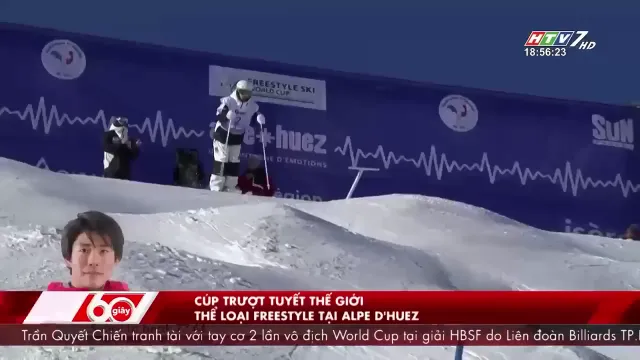 HTV7 HD
18:56:23
FREESTYLE SKI
WORLD CUP
huez
D'ÉMOTIONS
SUN
isère
60 giây
CÚP TRƯỢT TUYẾT THẾ GIỚI
THỂ LOẠI FREESTYLE TẠI ALPE D'HUEZ
Trần Quyết Chiến tranh tài với tay cơ 2 lần vô địch World Cup tại giải HBSF do Liên đoàn Billiards TP